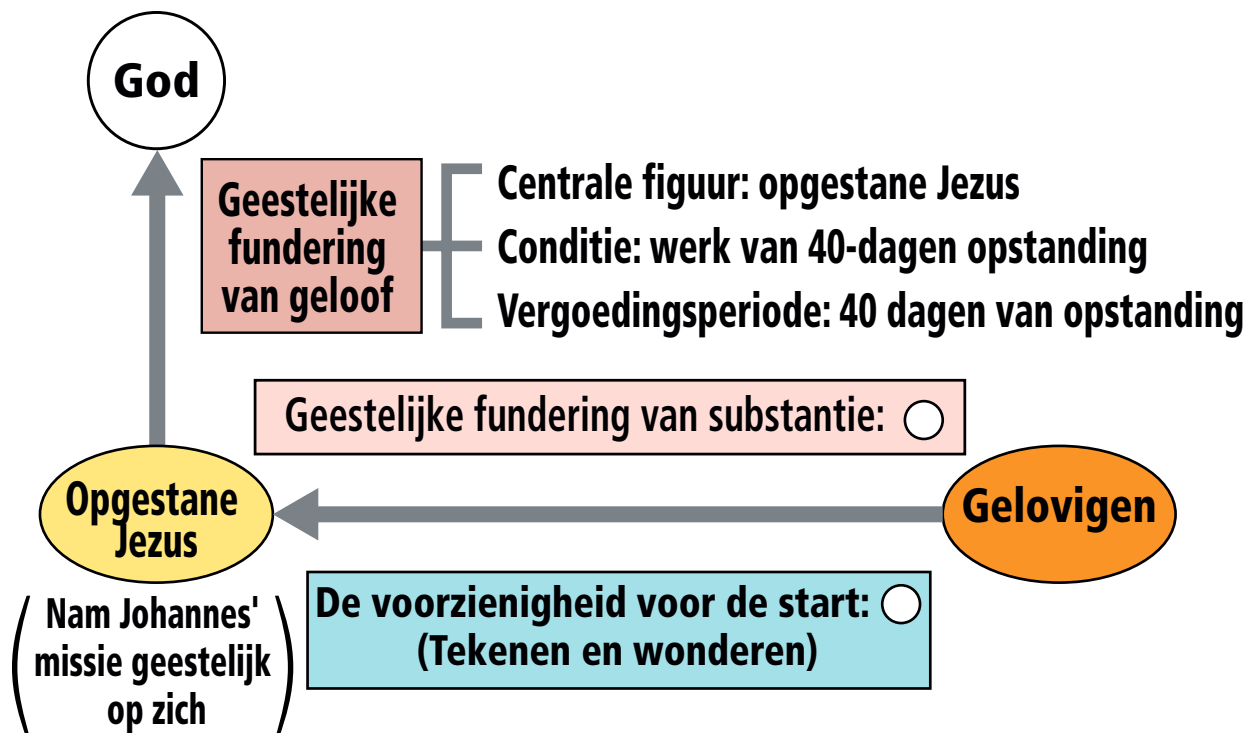 God
Geestelijke
fundering
van geloof
Centrale figuur: opgestane Jezus
Conditie: werk van 40-dagen opstanding
Vergoedingsperiode: 40 dagen van opstanding
Geestelijke fundering van substantie:
Opgestane
Jezus
Gelovigen
(Nam Johannes'
missie geestelijk
op zich)
De voorzienigheid voor de start:
(Tekenen en wonderen)